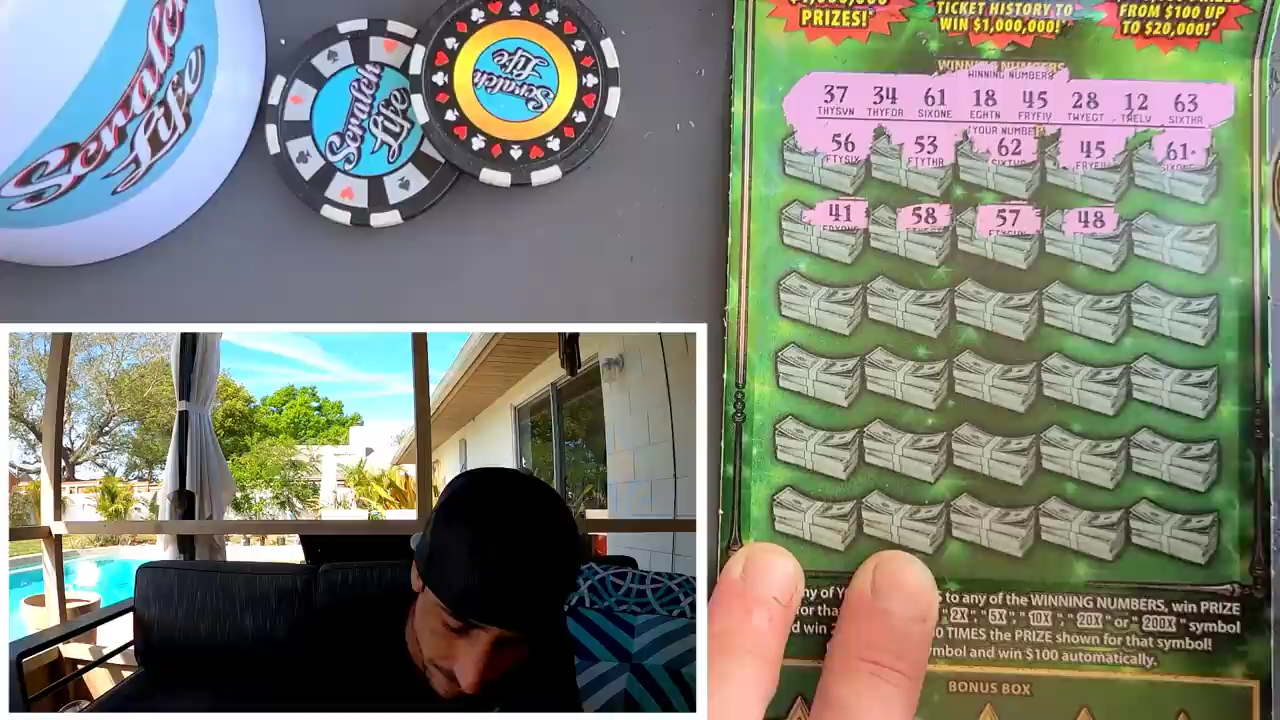 Scratch
Life
Scratch
Life
Scratch
Life
PRIZES!*
TICKET HISTORY TO
WIN $1,000,000!*
FROM $100 UP
TO $20,000!*
WINNING NUMBERS
WINNING NUMBERS
37 34 61 18 45 28 12 63
THYSVN THYFOR SIXONE EGHTN FRYFIV TWYEGT TWELV SIXTHR
YOUR NUMBER
56 53 62 45 61
FTYSIX FTYTHR
41 58 57 48
to any of the WINNING NUMBERS, win PRIZE
"2X", "5X", "10X", "20X" or "200X" symbol
TIMES the PRIZE shown for that symbol!
and win $100 automatically.
BONUS BOX